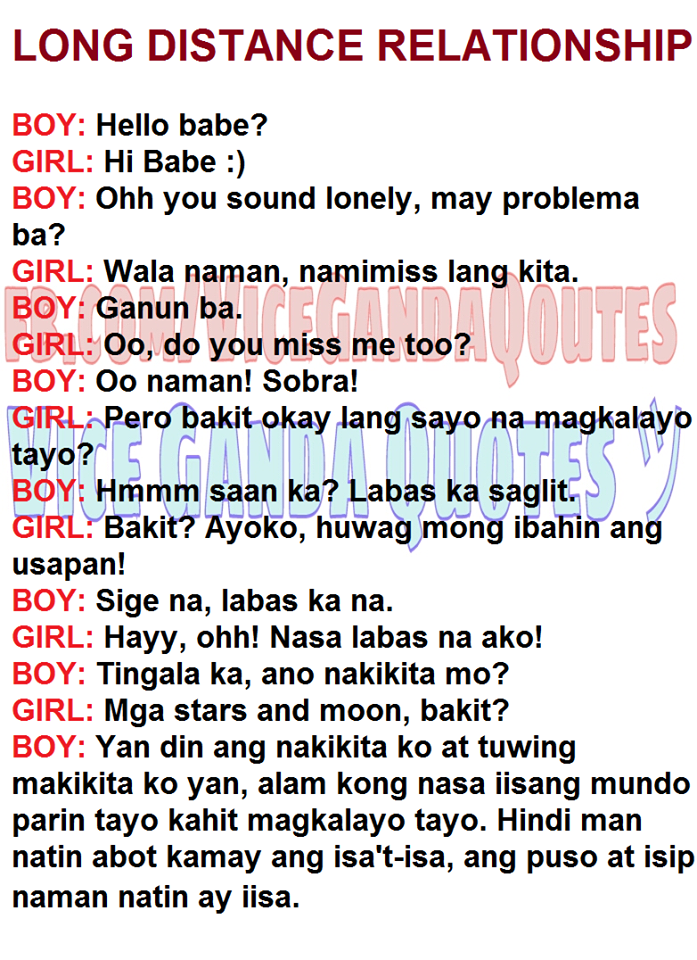 LONG DISTANCE RELATIONSHIP
BOY: Hello babe?
GIRL: Hi Babe :)
BOY: Ohh you sound lonely, may problema
ba?
GIRL: Wala naman, namimiss lang kita.
BOY: Ganun ba.
FB.COM/VICEGANDAQOUTES
GIRL: Oo, do you miss me too?
BOY: Oo naman! Sobra!
GIRL: Pero bakit okay lang sayo na magkalayo
tayo?
VICE GANDA QUOTES ツ
BOY: Hmmm saan ka? Labas ka saglit.
GIRL: Bakit? Ayoko, huwag mong ibahin ang
usapan!
BOY: Sige na, labas ka na.
GIRL: Hayy, ohh! Nasa labas na ako!
BOY: Tingala ka, ano nakikita mo?
GIRL: Mga stars and moon, bakit?
BOY: Yan din ang nakikita ko at tuwing
makikita ko yan, alam kong nasa iisang mundo
parin tayo kahit magkalayo tayo. Hindi man
natin abot kamay ang isa't-isa, ang puso at isip
naman natin ay iisa.